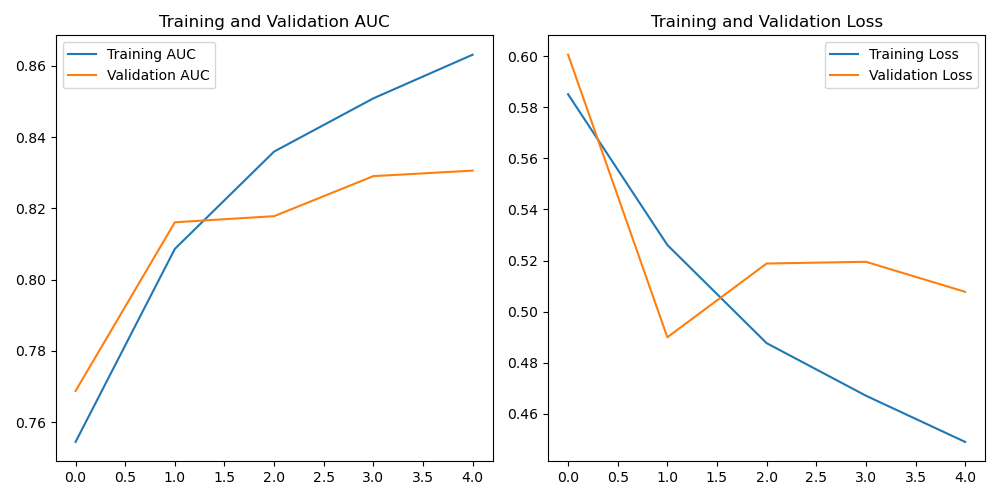 Training and Validation AUC
Training AUC
Validation AUC
0.86
0.84
0.82
0.80
0.78
0.76
0.0 0.5 1.0 1.5 2.0 2.5 3.0 3.5 4.0
Training and Validation Loss
Training Loss
Validation Loss
0.60
0.58
0.56
0.54
0.52
0.50
0.48
0.46
0.0 0.5 1.0 1.5 2.0 2.5 3.0 3.5 4.0